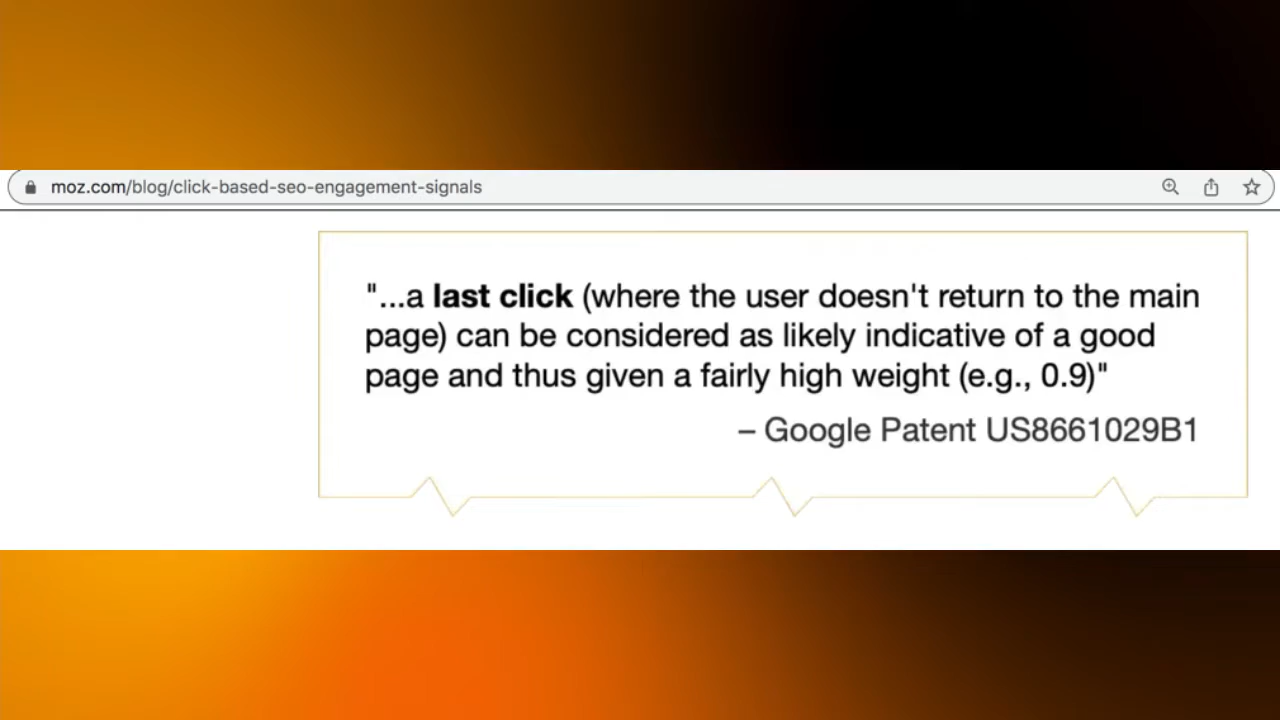 moz.com/blog/click-based-seo-engagement-signals
"...a last click (where the user doesn't return to the main
page) can be considered as likely indicative of a good
page and thus given a fairly high weight (e.g., 0.9)"
– Google Patent US8661029B1